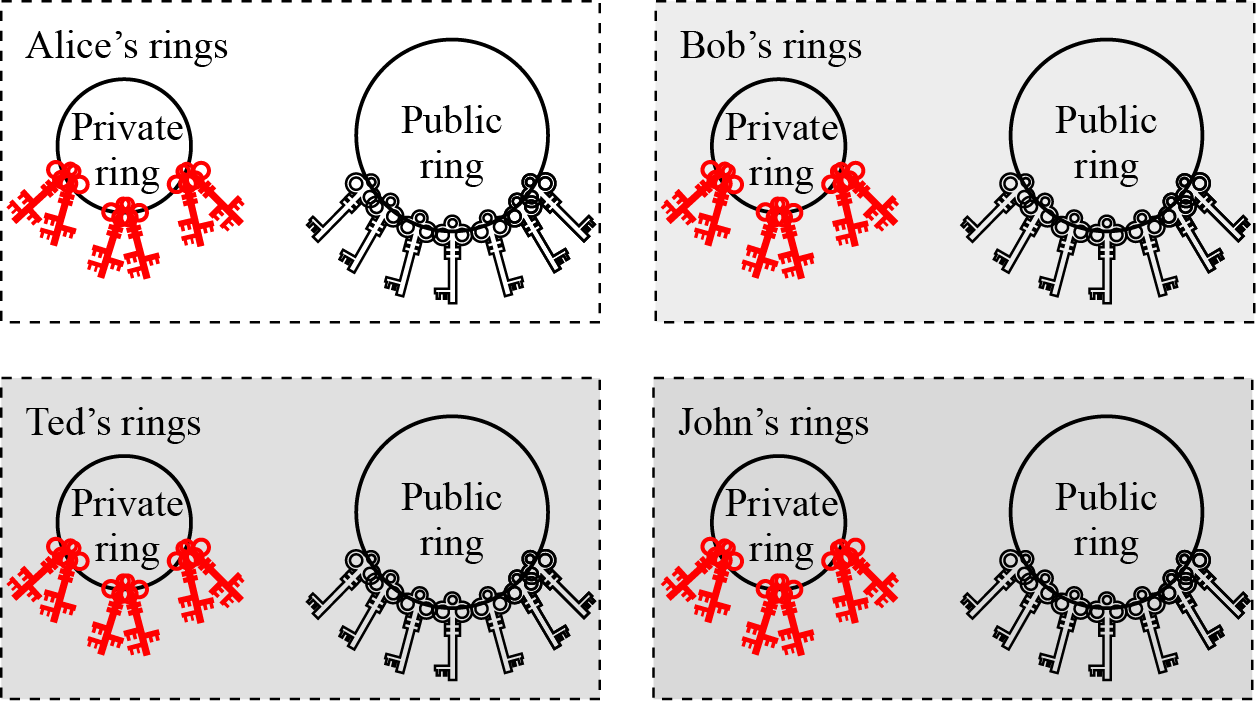 Alice’s rings
Private
ring
Public
ring
Bob’s rings
Private
ring
Public
ring
Ted’s rings
Private
ring
Public
ring
John’s rings
Private
ring
Public
ring